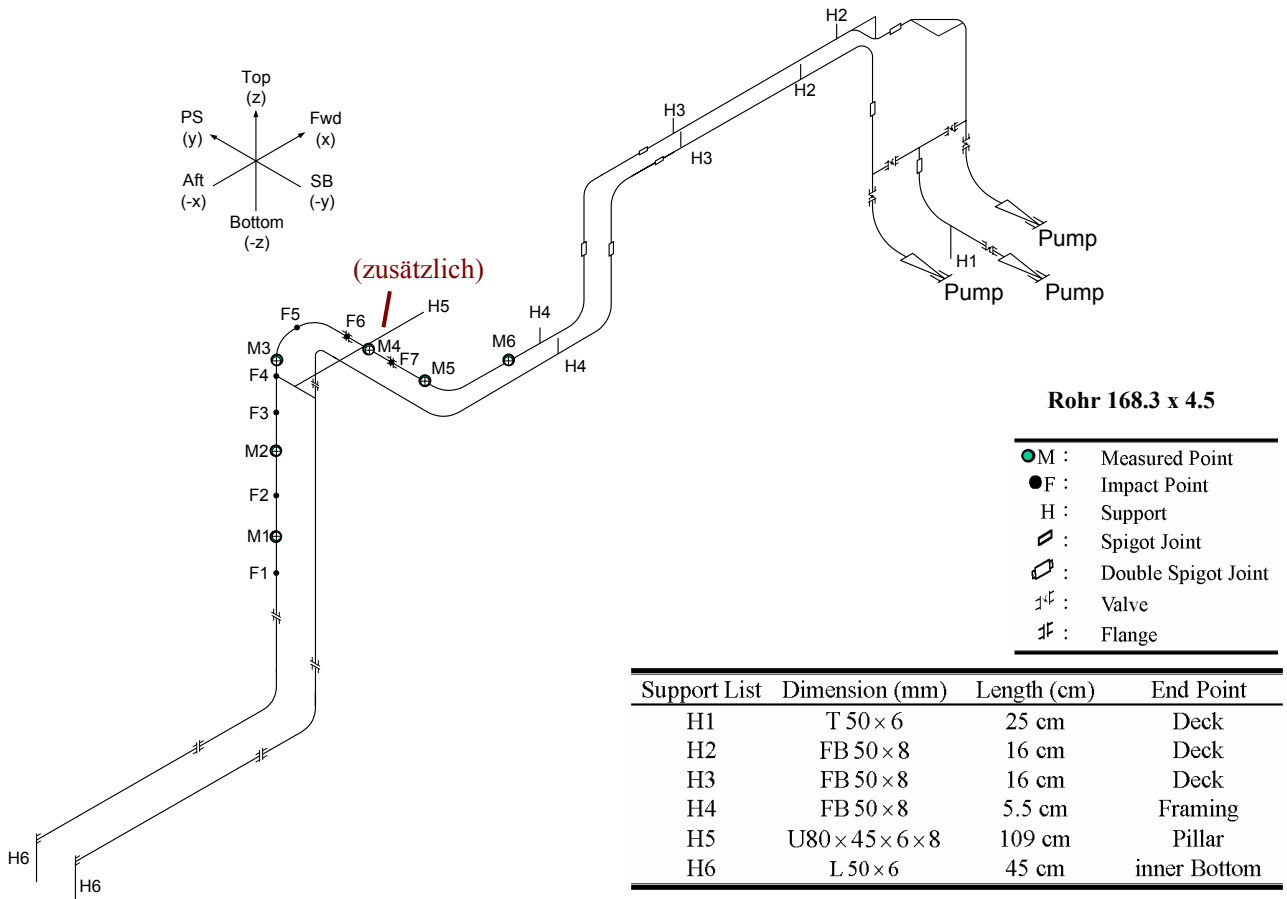 H2
Top
(z)
PS
(y)
Fwd
(x)
H2
H3
H3
Aft
(-x)
SB
(-y)
Bottom
(-z)
Pump
H1
Pump
Pump
(zusätzlich)
H5
F5
F6
H4
M3
M4
M6
F7
M5
H4
F4
F3
M2
F2
M1
F1
H6
H6
Rohr 168.3 x 4.5
M : Measured Point
F : Impact Point
H : Support
: Spigot Joint
: Double Spigot Joint
: Valve
: Flange
Support List Dimension (mm) Length (cm) End Point
H1 T 50×6 25 cm Deck
H2 FB 50×8 16 cm Deck
H3 FB 50×8 16 cm Deck
H4 FB 50×8 5.5 cm Framing
H5 U80×45×6×8 109 cm Pillar
H6 L 50×6 45 cm inner Bottom